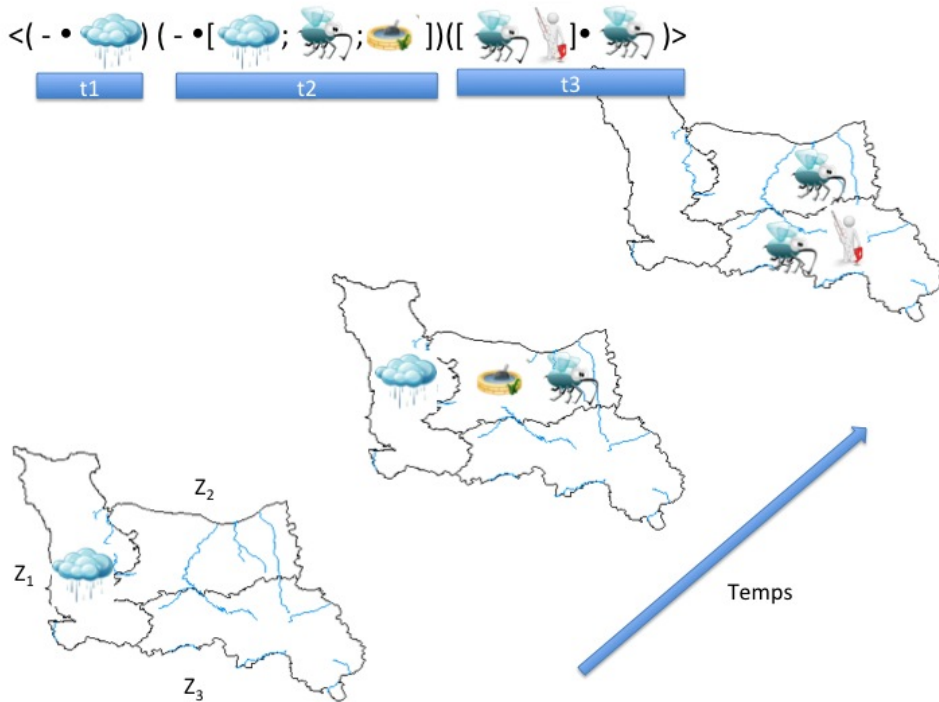 <( - • ) ( - •[ ; ; ])([ ]• )>
t1 t2 t3
Z2
Z1
Temps
Z3